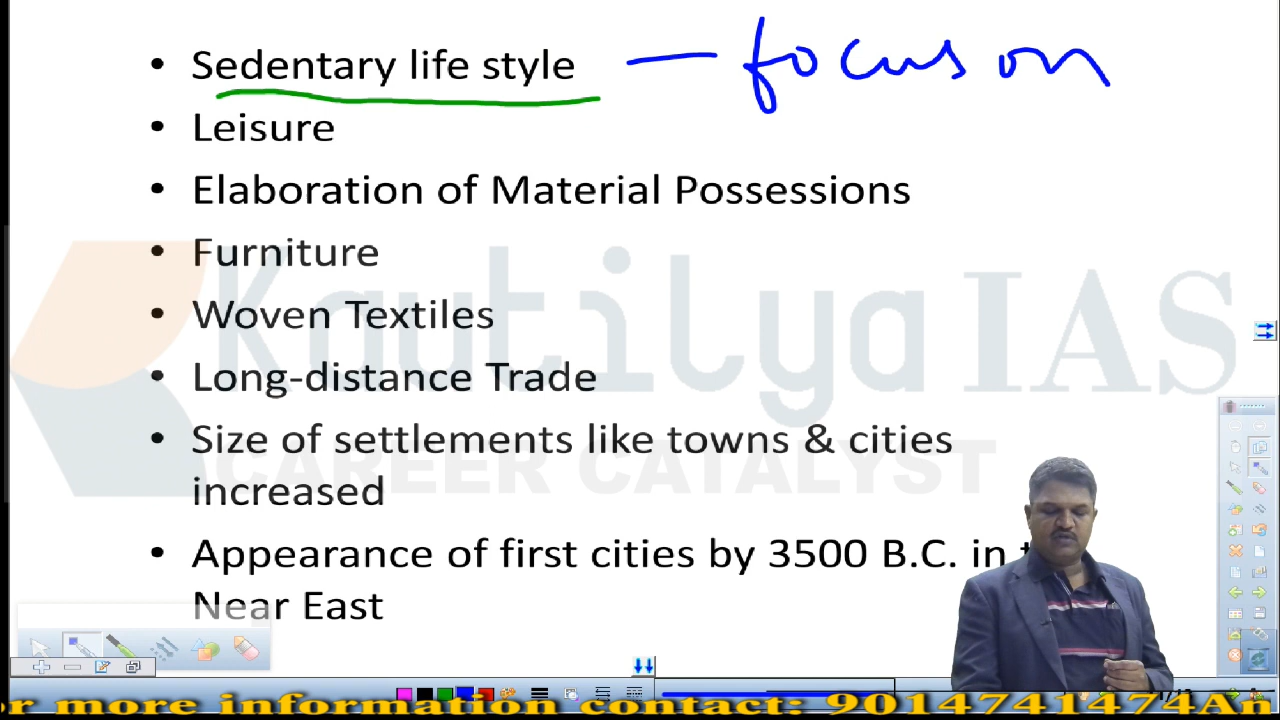 • Sedentary life style — focus on
• Leisure
• Elaboration of Material Possessions
• Furniture
• Woven Textiles
• Long-distance Trade
• Size of settlements like towns & cities
increased
• Appearance of first cities by 3500 B.C. in
Near East
Kautilya IAS
CAREER CATALYST
or more information contact: 9014741474An